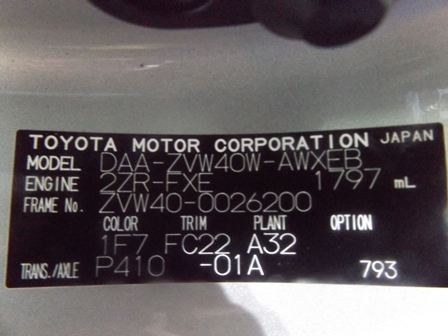 TOYOTA MOTOR CORPORATION JAPAN
MODEL DAA-ZVW40W-AWXEB
ENGINE 2ZR-FXE 1797 mL
FRAME No. ZVW40-0026200
COLOR TRIM PLANT OPTION
1F7 FC22 A32
TRANS./AXLE P410 -01A 793